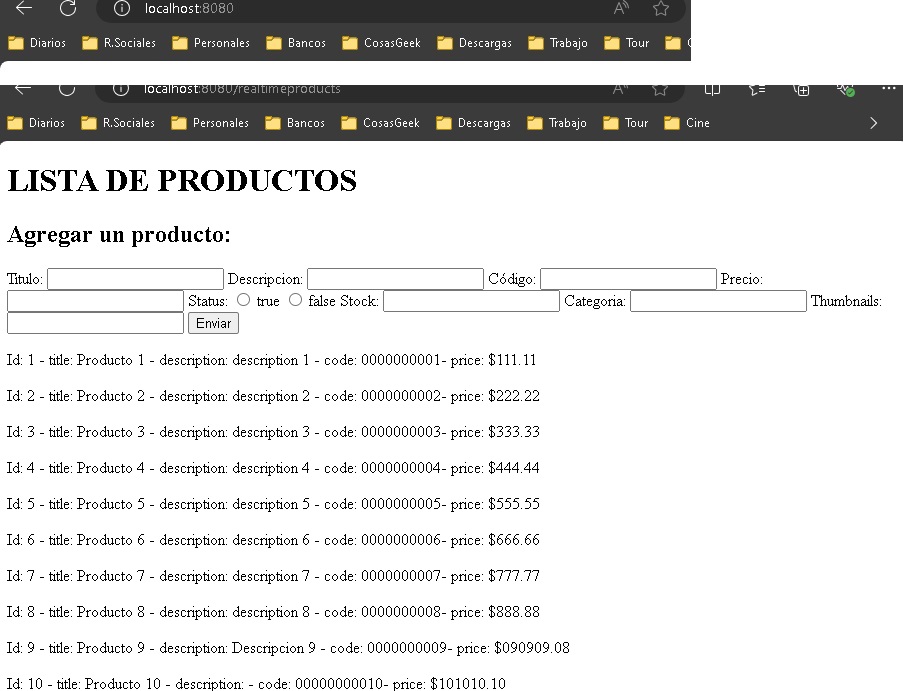 localhost:8080
Diarios R.Sociales Personales Bancos CosasGeek Descargas Trabajo Tour
localhost:8080/realtimeproducts
Diarios R.Sociales Personales Bancos CosasGeek Descargas Trabajo Tour Cine
LISTA DE PRODUCTOS
Agregar un producto:
Titulo: Descripcion: Código: Precio:
Status: true false Stock: Categoria: Thumbnails:
Enviar
Id: 1 - title: Producto 1 - description: description 1 - code: 0000000001- price: $111.11
Id: 2 - title: Producto 2 - description: description 2 - code: 0000000002- price: $222.22
Id: 3 - title: Producto 3 - description: description 3 - code: 0000000003- price: $333.33
Id: 4 - title: Producto 4 - description: description 4 - code: 0000000004- price: $444.44
Id: 5 - title: Producto 5 - description: description 5 - code: 0000000005- price: $555.55
Id: 6 - title: Producto 6 - description: description 6 - code: 0000000006- price: $666.66
Id: 7 - title: Producto 7 - description: description 7 - code: 0000000007- price: $777.77
Id: 8 - title: Producto 8 - description: description 8 - code: 0000000008- price: $888.88
Id: 9 - title: Producto 9 - description: Descripcion 9 - code: 0000000009- price: $090909.08
Id: 10 - title: Producto 10 - description: - code: 00000000010- price: $101010.10